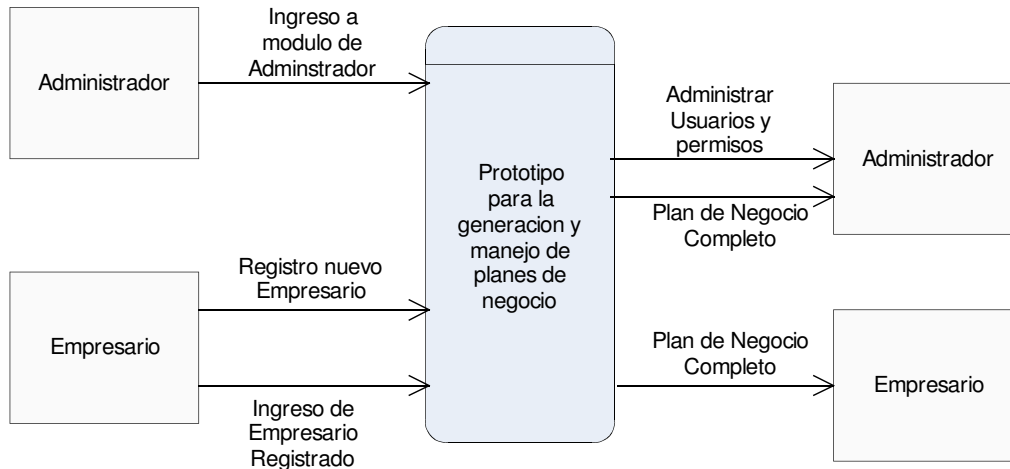 Ingreso a
modulo de
Adminstrador
Administrador
Administrar
Usuarios y
permisos
Administrador
Prototipo
para la
generacion y
manejo de
planes de
negocio
Plan de Negocio
Completo
Registro nuevo
Empresario
Empresario
Plan de Negocio
Completo
Empresario
Ingreso de
Empresario
Registrado